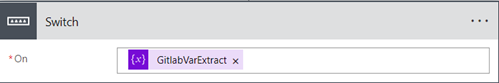 Switch
* On
{x} GitlabVarExtract ×